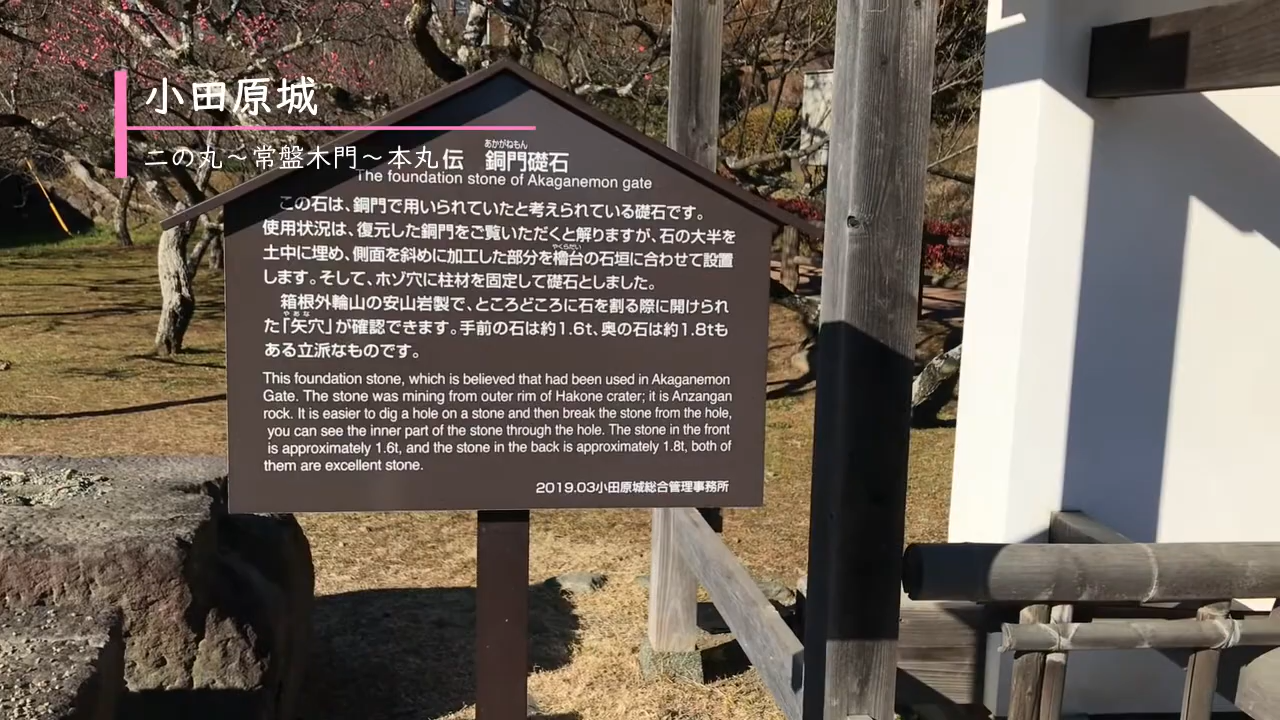 小田原城
二の丸～常盤木門～本丸
伝 銅門礎石
あかがねもん
The foundation stone of Akaganemon gate
この石は、銅門で用いられていたと考えられている礎石です。
使用状況は、復元した銅門をご覧いただくと解りますが、石の大半を
土中に埋め、側面を斜めに加工した部分を櫓台の石垣に合わせて設置
やぐらだい
します。そして、ホゾ穴に柱材を固定して礎石としました。
箱根外輪山の安山岩製で、ところどころに石を割る際に開けられ
た「矢穴」が確認できます。手前の石は約1.6t、奥の石は約1.8tも
やあな
ある立派なものです。
This foundation stone, which is believed that had been used in Akaganemon
Gate. The stone was mining from outer rim of Hakone crater; it is Anzangan
rock. It is easier to dig a hole on a stone and then break the stone from the hole,
you can see the inner part of the stone through the hole. The stone in the front
is approximately 1.6t, and the stone in the back is approximately 1.8t, both of
them are excellent stone.
2019.03小田原城総合管理事務所